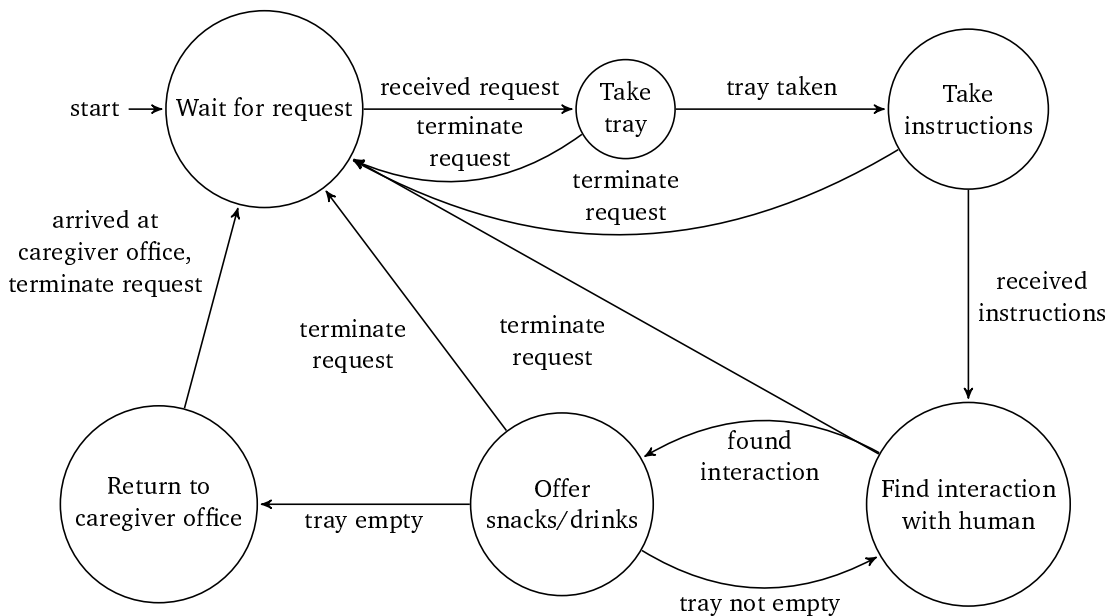 start
Wait for request
received request
terminate
request
Take
tray
tray taken
Take
instructions
terminate
request
arrived at
caregiver office,
terminate request
received
instructions
terminate
request
terminate
request
found
interaction
Return to
caregiver office
tray empty
Offer
snacks/drinks
Find interaction
with human
tray not empty